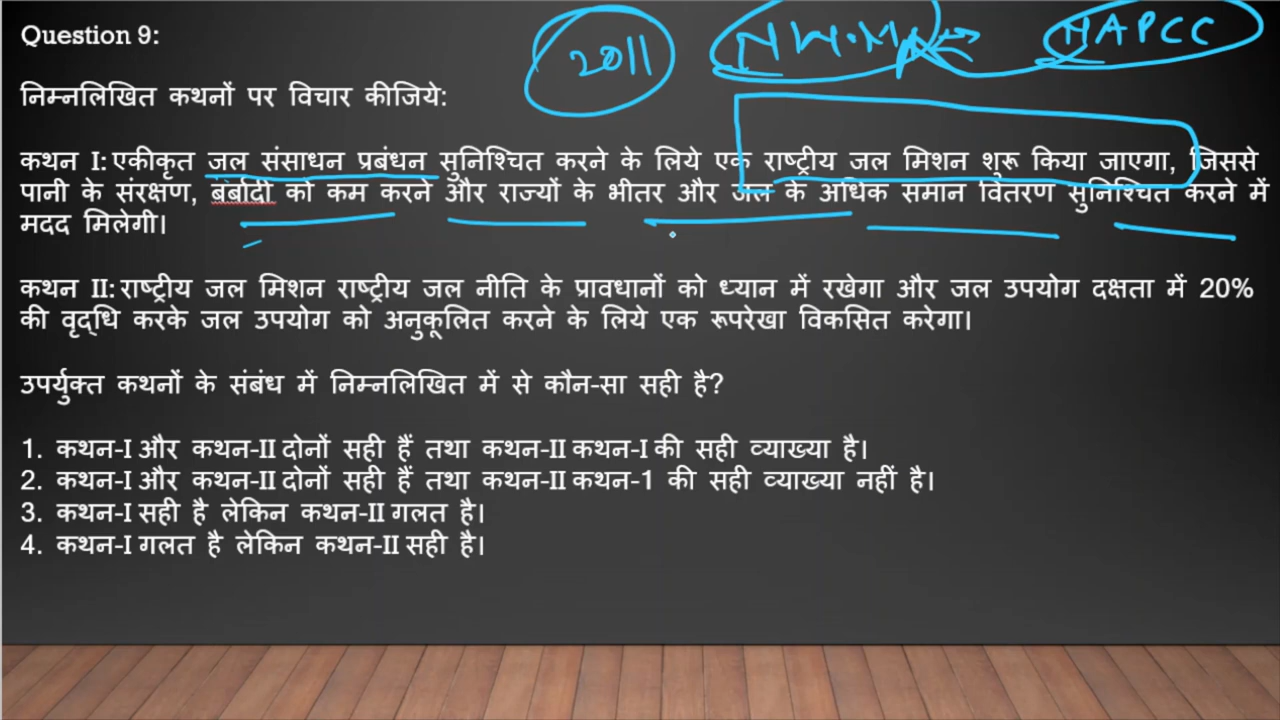 Question 9:
2011
NWM
NAPCC
निम्नलिखित कथनों पर विचार कीजिये:
कथन I: एकीकृत जल संसाधन प्रबंधन सुनिश्चित करने के लिये एक राष्ट्रीय जल मिशन शुरू किया जाएगा, जिससे
पानी के संरक्षण, बर्बादी को कम करने और राज्यों के भीतर और जल के अधिक समान वितरण सुनिश्चित करने में
मदद मिलेगी।
कथन II: राष्ट्रीय जल मिशन राष्ट्रीय जल नीति के प्रावधानों को ध्यान में रखेगा और जल उपयोग दक्षता में 20%
की वृद्धि करके जल उपयोग को अनुकूलित करने के लिये एक रूपरेखा विकसित करेगा।
उपर्युक्त कथनों के संबंध में निम्नलिखित में से कौन-सा सही है?
1. कथन-I और कथन-II दोनों सही हैं तथा कथन-II कथन-I की सही व्याख्या है।
2. कथन-I और कथन-II दोनों सही हैं तथा कथन-II कथन-1 की सही व्याख्या नहीं है।
3. कथन-I सही है लेकिन कथन-II गलत है।
4. कथन-I गलत है लेकिन कथन-II सही है।